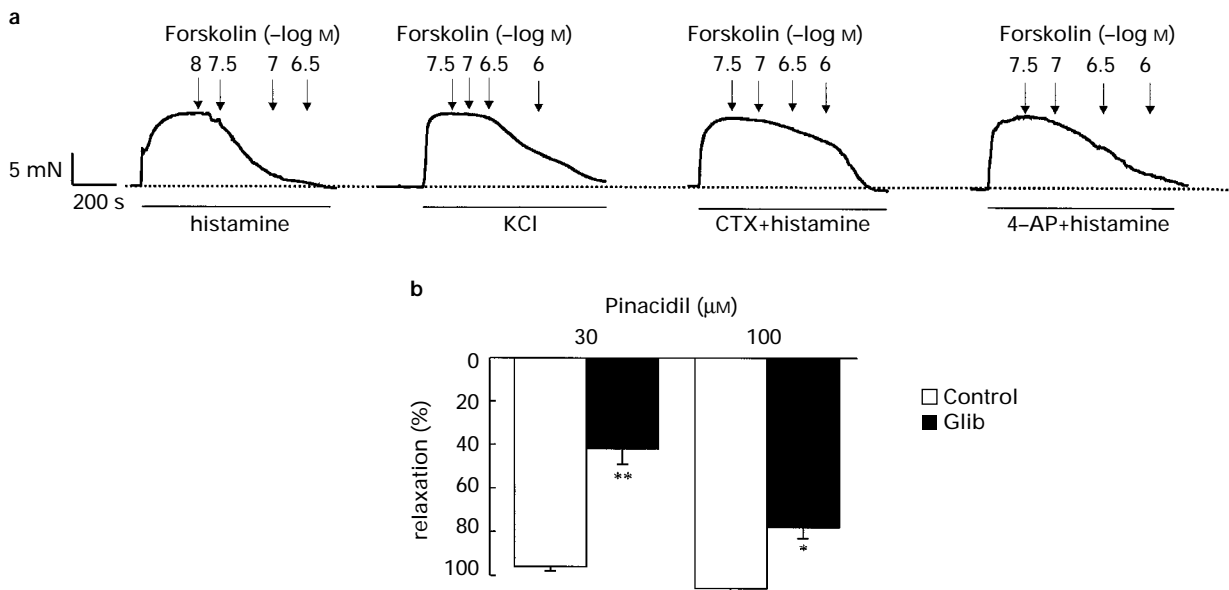 a
Forskolin (–log M) Forskolin (–log M) Forskolin (–log M) Forskolin (–log M)
8 7.5 7 6.5 7.5 7 6.5 6 7.5 7 6.5 6 7.5 7 6.5 6
5 mN
200 s
histamine KCl CTX+histamine 4–AP+histamine
b
Pinacidil (µM)
30 100
0
20
40
60
80
100
relaxation (%)
** *
Control
Glib